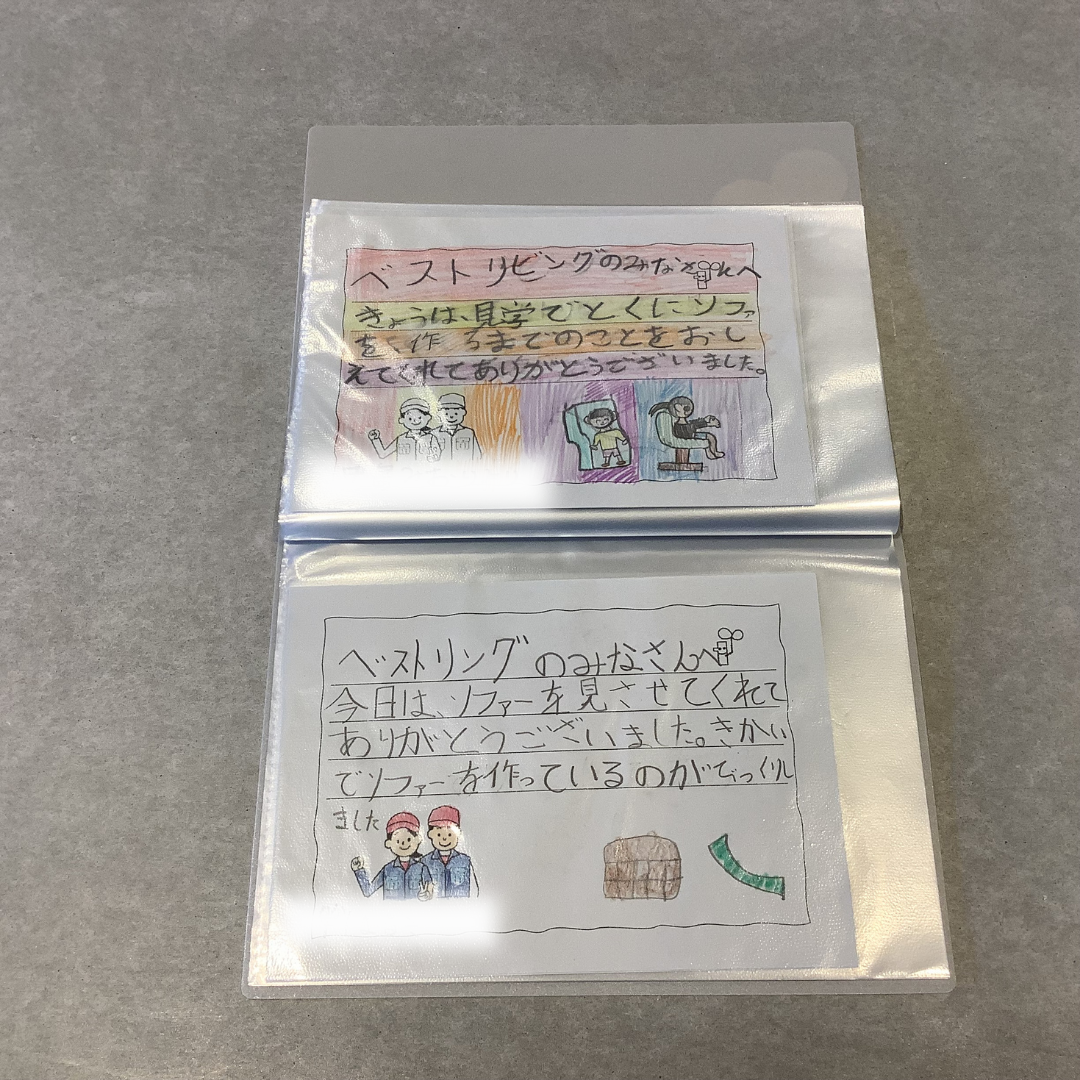 ベストリビングのみなさんへ
きょうは、見学でとくにソファ
を作るまでのことをおし
えてくれてありがとうございました。
ベストリングのみなさんへ
今日は、ソファーを見させてくれて
ありがとうございました。きかい
でソファーを作っているのがびっくりし
ました